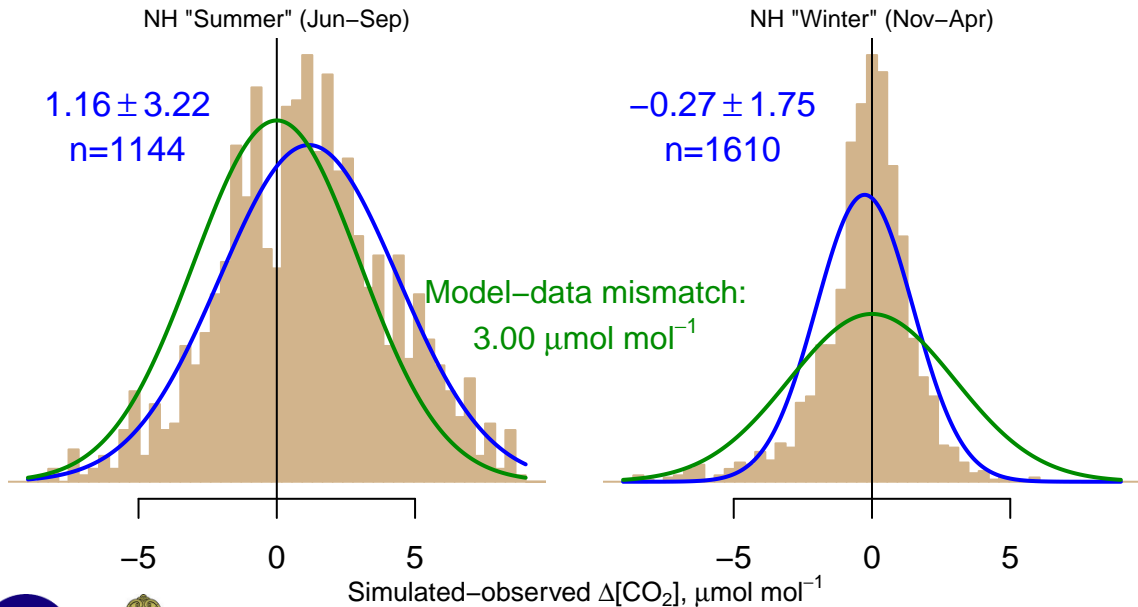 NH "Summer" (Jun−Sep)
NH "Winter" (Nov−Apr)
1.16 ± 3.22
n=1144
−0.27 ± 1.75
n=1610
Model−data mismatch:
3.00 μmol mol⁻¹
−5 0 5
−5 0 5
Simulated−observed Δ[CO₂], μmol mol⁻¹